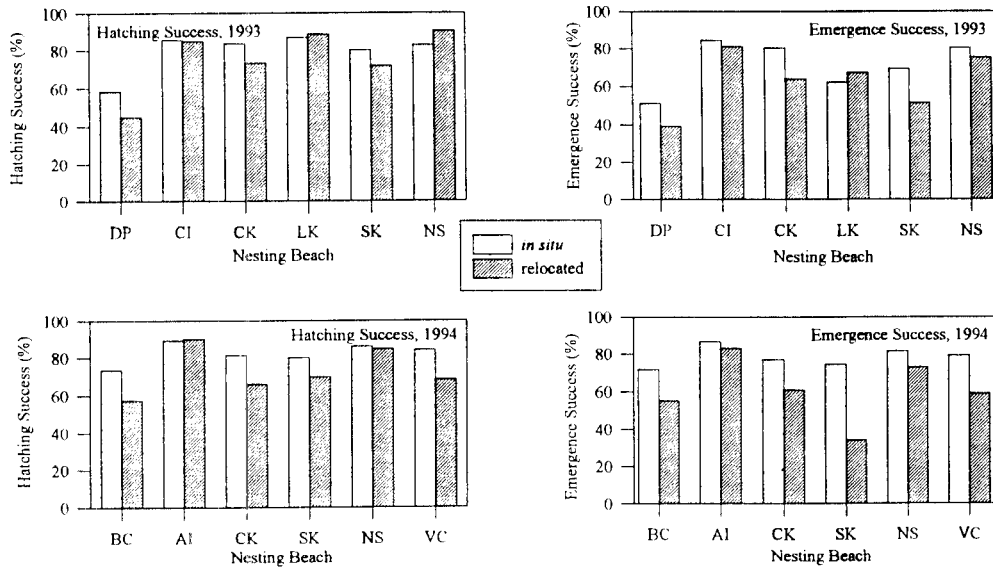 Hatching Success, 1993
Hatching Success (%)
100
80
60
40
20
0
DP CI CK LK SK NS
Nesting Beach
Emergence Success, 1993
Emergence Success (%)
100
80
60
40
20
0
DP CI CK LK SK NS
Nesting Beach
in situ
relocated
Hatching Success, 1994
Hatching Success (%)
100
80
60
40
20
0
BC AI CK SK NS VC
Nesting Beach
Emergence Success, 1994
Emergence Success (%)
100
80
60
40
20
0
BC AI CK SK NS VC
Nesting Beach